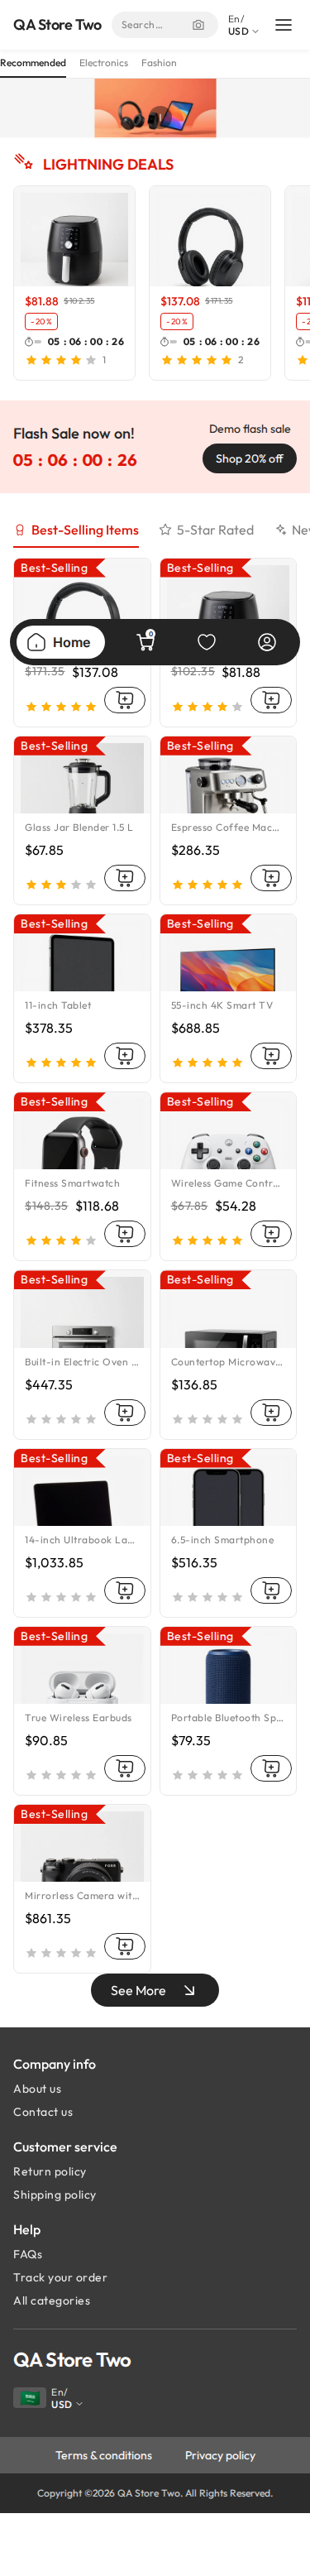 QA Store Two
Search...
En/
USD
Recommended
Electronics
Fashion
LIGHTNING DEALS
$81.88 $102.35
-20%
05 : 06 : 00 : 26
1
$137.08 $171.35
-20%
05 : 06 : 00 : 26
2
Flash Sale now on!
05 : 06 : 00 : 26
Demo flash sale
Shop 20% off
Best-Selling Items
5-Star Rated
Best-Selling
$171.35 $137.08
Best-Selling
$102.35 $81.88
Home
0
Best-Selling
Glass Jar Blender 1.5 L
$67.85
Best-Selling
Espresso Coffee Mac...
$286.35
Best-Selling
11-inch Tablet
$378.35
Best-Selling
55-inch 4K Smart TV
$688.85
Best-Selling
Fitness Smartwatch
$148.35 $118.68
Best-Selling
Wireless Game Contr...
$67.85 $54.28
Best-Selling
Built-in Electric Oven ...
$447.35
Best-Selling
Countertop Microwav...
$136.85
Best-Selling
14-inch Ultrabook La...
$1,033.85
Best-Selling
6.5-inch Smartphone
$516.35
Best-Selling
True Wireless Earbuds
$90.85
Best-Selling
Portable Bluetooth Sp...
$79.35
Best-Selling
Mirrorless Camera wit...
$861.35
See More
Company info
About us
Contact us
Customer service
Return policy
Shipping policy
Help
FAQs
Track your order
All categories
QA Store Two
En/
USD
Terms & conditions
Privacy policy
Copyright ©2026 QA Store Two. All Rights Reserved.